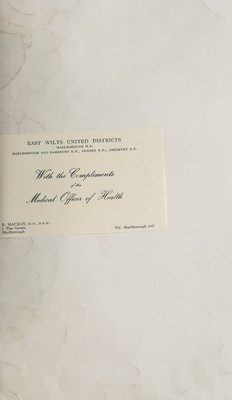 EAST WILTS UNITED DISTRICTS
MARLBOROUGH M.B.
MARLBOROUGH AND RAMSBURY R.D., PEWSEY R.D., AMESBURY R.D.
With the Compliments
of the
Medical Officer of Health
The Green,
Marlborough.
Tel. Marlborough